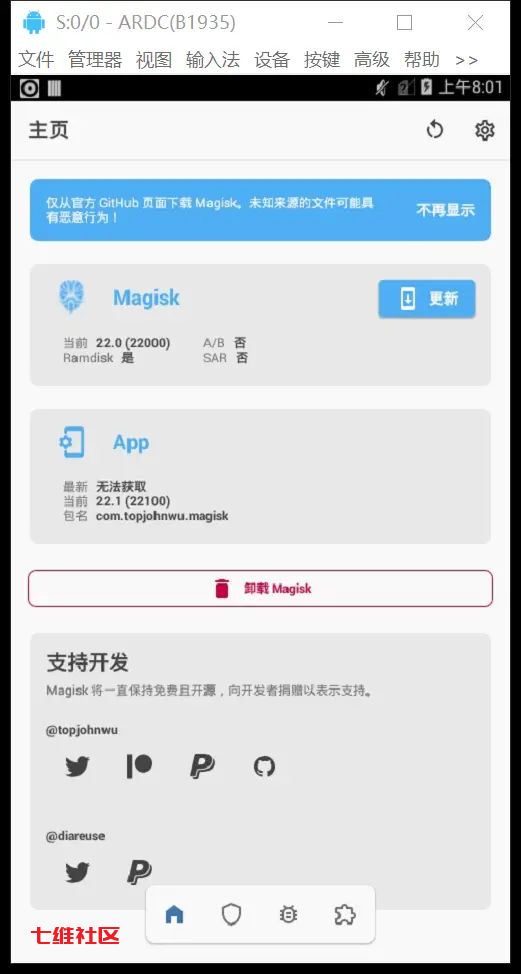 S:0/0 - ARDC(B1935)
文件 管理器 视图 输入法 设备 按键 高级 帮助 >>
上午8:01
主页
仅从官方 GitHub 页面下载 Magisk。未知来源的文件可能具
有恶意行为！
不再显示
Magisk
更新
当前 22.0 (22000) A/B 否
Ramdisk 是 SAR 否
App
最新 无法获取
当前 22.1 (22100)
包名 com.topjohnwu.magisk
卸载 Magisk
支持开发
Magisk 将一直保持免费且开源，向开发者捐赠以表示支持。
@topjohnwu
@diareuse
七维社区